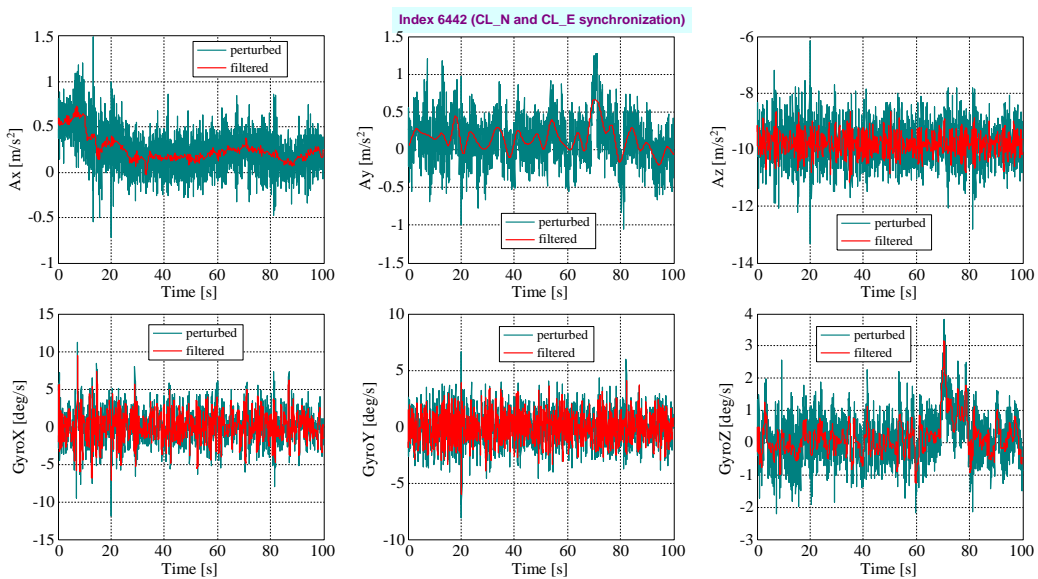 Index 6442 (CL_N and CL_E synchronization)
Ax [m/s-2]
1.5
1
0.5
0
-0.5
-1
0 20 40 60 80 100
Time [s]
perturbed
filtered
Ay [m/s-2]
1.5
1
0.5
0
-0.5
-1
-1.5
0 20 40 60 80 100
Time [s]
perturbed
filtered
Az [m/s-2]
-6
-8
-10
-12
-14
0 20 40 60 80 100
Time [s]
perturbed
filtered
GyroX [deg/s]
15
10
5
0
-5
-10
-15
0 20 40 60 80 100
Time [s]
perturbed
filtered
GyroY [deg/s]
10
5
0
-5
-10
0 20 40 60 80 100
Time [s]
perturbed
filtered
GyroZ [deg/s]
4
3
2
1
0
-1
-2
-3
0 20 40 60 80 100
Time [s]
perturbed
filtered